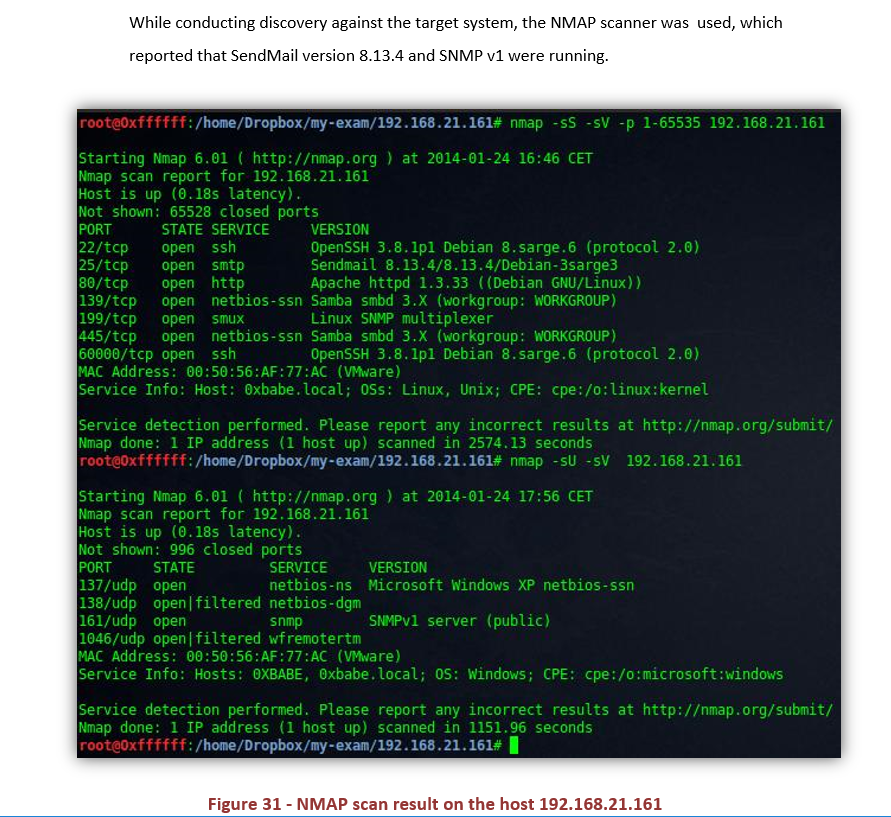 While conducting discovery against the target system, the NMAP scanner was used, which
reported that SendMail version 8.13.4 and SNMP v1 were running.
root@0xffffff:/home/Dropbox/my-exam/192.168.21.161# nmap -sS -sV -p 1-65535 192.168.21.161
Starting Nmap 6.01 ( http://nmap.org ) at 2014-01-24 16:46 CET
Nmap scan report for 192.168.21.161
Host is up (0.18s latency).
Not shown: 65528 closed ports
PORT STATE SERVICE VERSION
22/tcp open ssh OpenSSH 3.8.1p1 Debian 8.sarge.6 (protocol 2.0)
25/tcp open smtp Sendmail 8.13.4/8.13.4/Debian-3sarge3
80/tcp open http Apache httpd 1.3.33 ((Debian GNU/Linux))
139/tcp open netbios-ssn Samba smbd 3.X (workgroup: WORKGROUP)
199/tcp open smux Linux SNMP multiplexer
445/tcp open netbios-ssn Samba smbd 3.X (workgroup: WORKGROUP)
60000/tcp open ssh OpenSSH 3.8.1p1 Debian 8.sarge.6 (protocol 2.0)
MAC Address: 00:50:56:AF:77:AC (VMware)
Service Info: Host: 0xbabe.local; OSs: Linux, Unix; CPE: cpe:/o:linux:kernel
Service detection performed. Please report any incorrect results at http://nmap.org/submit/
Nmap done: 1 IP address (1 host up) scanned in 2574.13 seconds
root@0xffffff:/home/Dropbox/my-exam/192.168.21.161# nmap -sU -sV 192.168.21.161
Starting Nmap 6.01 ( http://nmap.org ) at 2014-01-24 17:56 CET
Nmap scan report for 192.168.21.161
Host is up (0.18s latency).
Not shown: 996 closed ports
PORT STATE SERVICE VERSION
137/udp open netbios-ns Microsoft Windows XP netbios-ssn
138/udp open|filtered netbios-dgm
161/udp open snmp SNMPv1 server (public)
1046/udp open|filtered wfremotertm
MAC Address: 00:50:56:AF:77:AC (VMware)
Service Info: Hosts: 0XBABE, 0xbabe.local; OS: Windows; CPE: cpe:/o:microsoft:windows
Service detection performed. Please report any incorrect results at http://nmap.org/submit/
Nmap done: 1 IP address (1 host up) scanned in 1151.96 seconds
root@0xffffff:/home/Dropbox/my-exam/192.168.21.161#
Figure 31 - NMAP scan result on the host 192.168.21.161